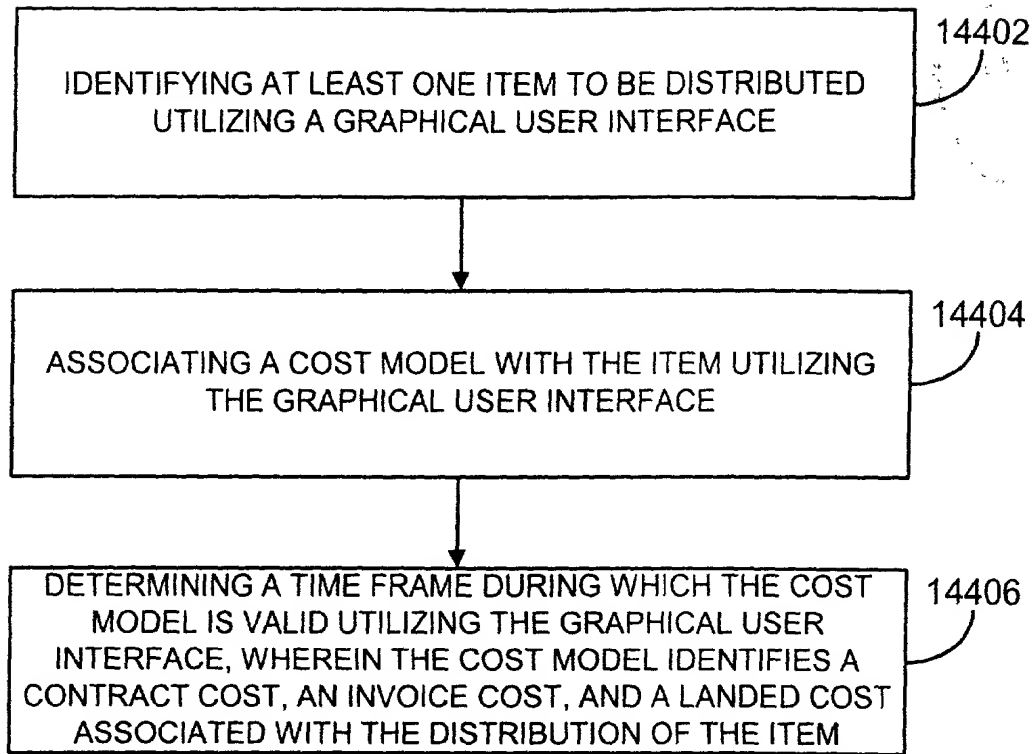 14402
IDENTIFYING AT LEAST ONE ITEM TO BE DISTRIBUTED
UTILIZING A GRAPHICAL USER INTERFACE
14404
ASSOCIATING A COST MODEL WITH THE ITEM UTILIZING
THE GRAPHICAL USER INTERFACE
14406
DETERMINING A TIME FRAME DURING WHICH THE COST
MODEL IS VALID UTILIZING THE GRAPHICAL USER
INTERFACE, WHEREIN THE COST MODEL IDENTIFIES A
CONTRACT COST, AN INVOICE COST, AND A LANDED COST
ASSOCIATED WITH THE DISTRIBUTION OF THE ITEM